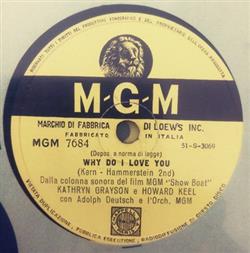 M-G-M
MARCHIO DI FABBRICA DI LOEW'S INC.
FABBRICATO IN ITALIA
MGM 7684 51-S-3069
(Depos. a norma di legge)
WHY DO I LOVE YOU
(Kern - Hammerstein 2nd)
Dalla colonna sonora del film MGM "Show Boat"
KATHRYN GRAYSON e HOWARD KEEL
con Adolph Deutsch e l'Orch. MGM